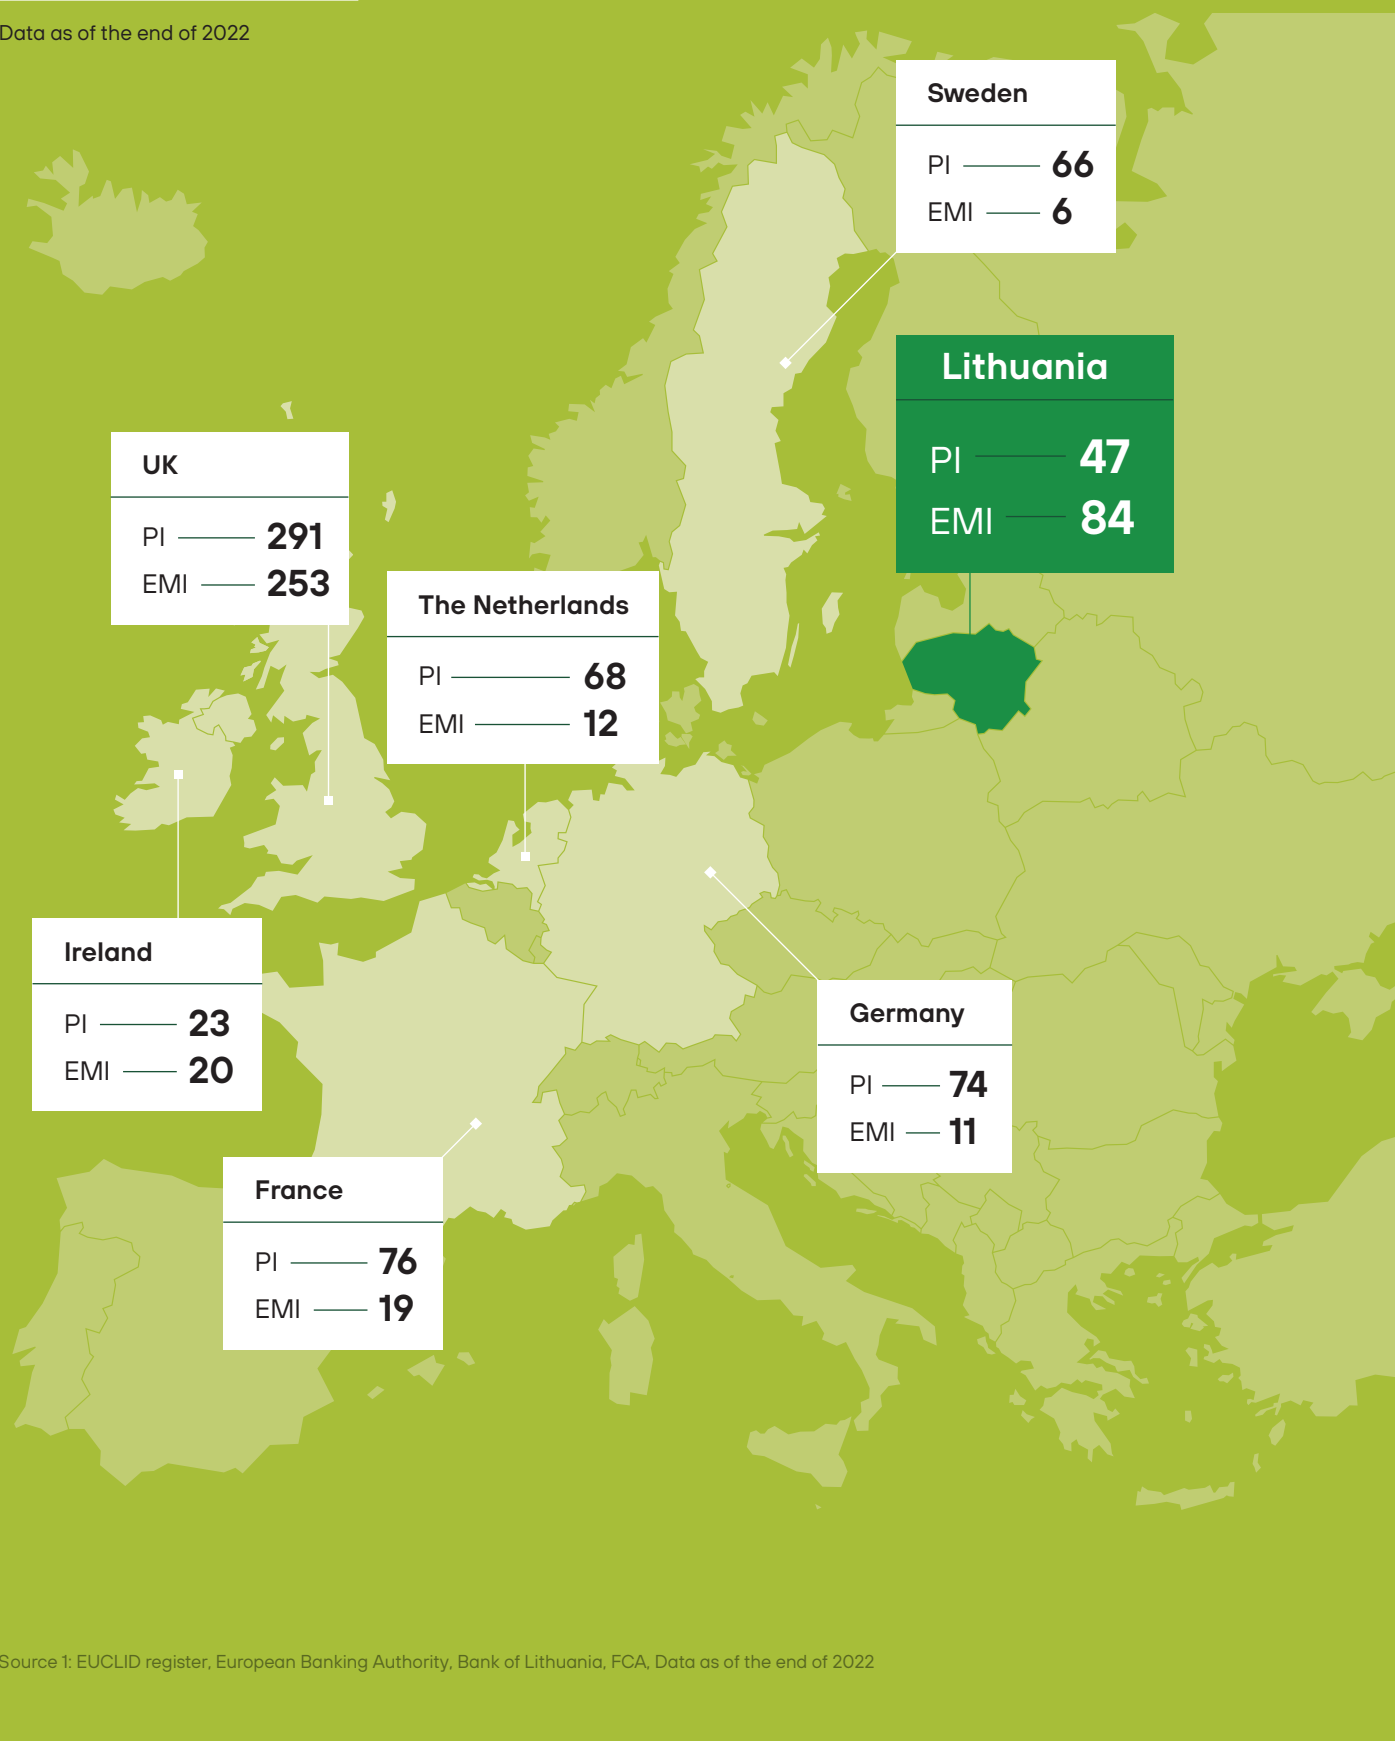 Data as of the end of 2022
Sweden
PI 66
EMI 6
Lithuania
PI 47
EMI 84
UK
PI 291
EMI 253
The Netherlands
PI 68
EMI 12
Ireland
PI 23
EMI 20
Germany
PI 74
EMI 11
France
PI 76
EMI 19
Source 1: EUCLID register, European Banking Authority, Bank of Lithuania, FCA, Data as of the end of 2022